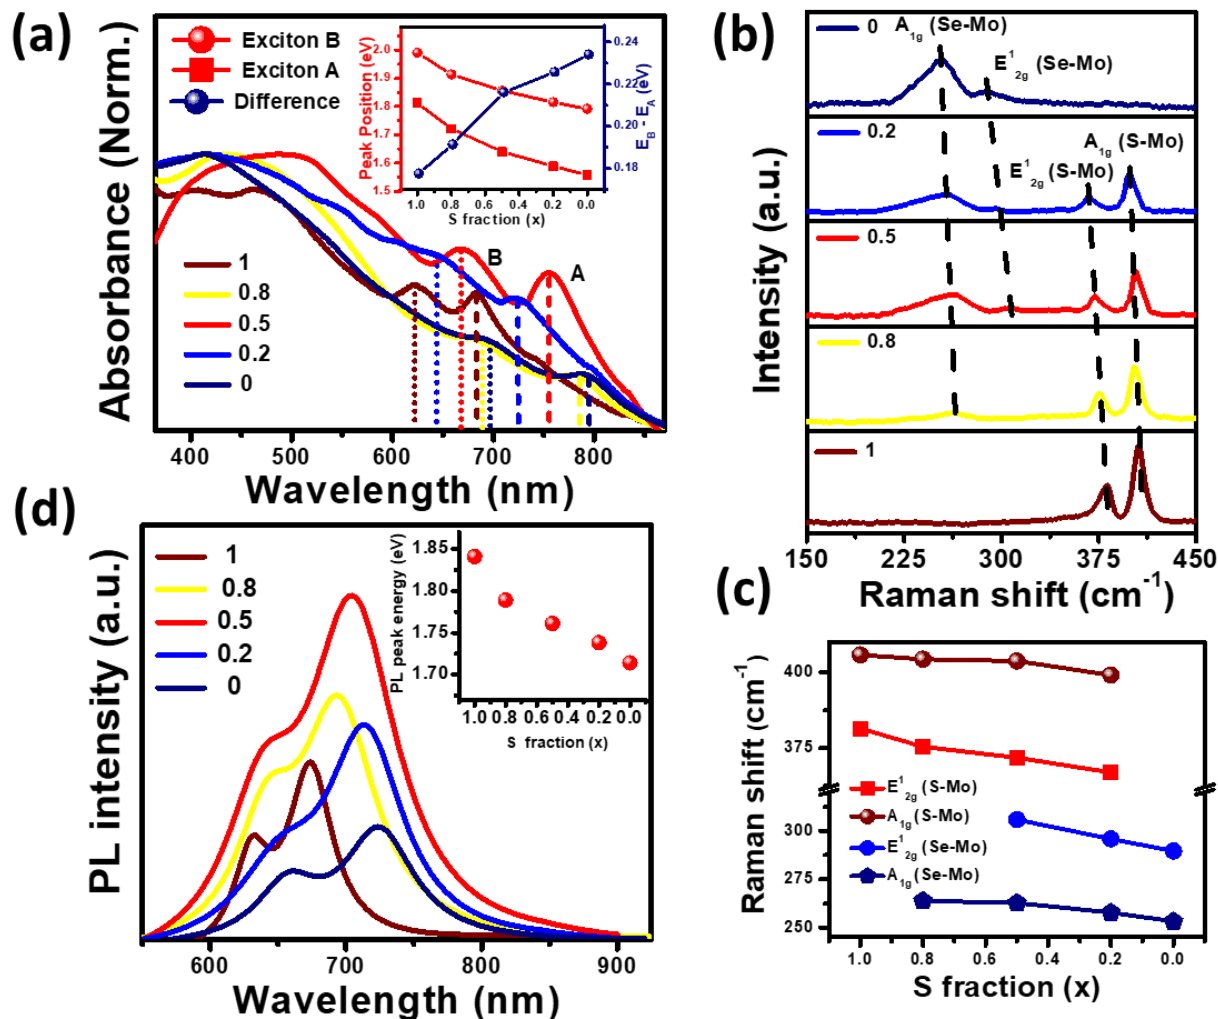 (a)
Exciton B
Exciton A
Difference
Absorbance (Norm.)
Peak Position (eV)
2.0
1.9
1.8
1.7
1.6
1.5
0.24
0.22
0.20
0.18
E_B - E_A (eV)
1.0 0.8 0.6 0.4 0.2 0.0
S fraction (x)
B
A
1
0.8
0.5
0.2
0
400 500 600 700 800
Wavelength (nm)
(b)
0 A1g (Se-Mo)
E¹2g (Se-Mo)
0.2
A1g (S-Mo)
E¹2g (S-Mo)
0.5
0.8
1
Intensity (a.u.)
150 225 300 375 450
Raman shift (cm⁻¹)
(d)
1
0.8
0.5
0.2
0
PL intensity (a.u.)
PL peak energy (eV)
1.85
1.80
1.75
1.70
1.0 0.8 0.6 0.4 0.2 0.0
S fraction (x)
600 700 800 900
Wavelength (nm)
(c)
Raman shift (cm⁻¹)
400
375
300
275
250
E¹2g (S-Mo)
A1g (S-Mo)
E¹2g (Se-Mo)
A1g (Se-Mo)
1.0 0.8 0.6 0.4 0.2 0.0
S fraction (x)